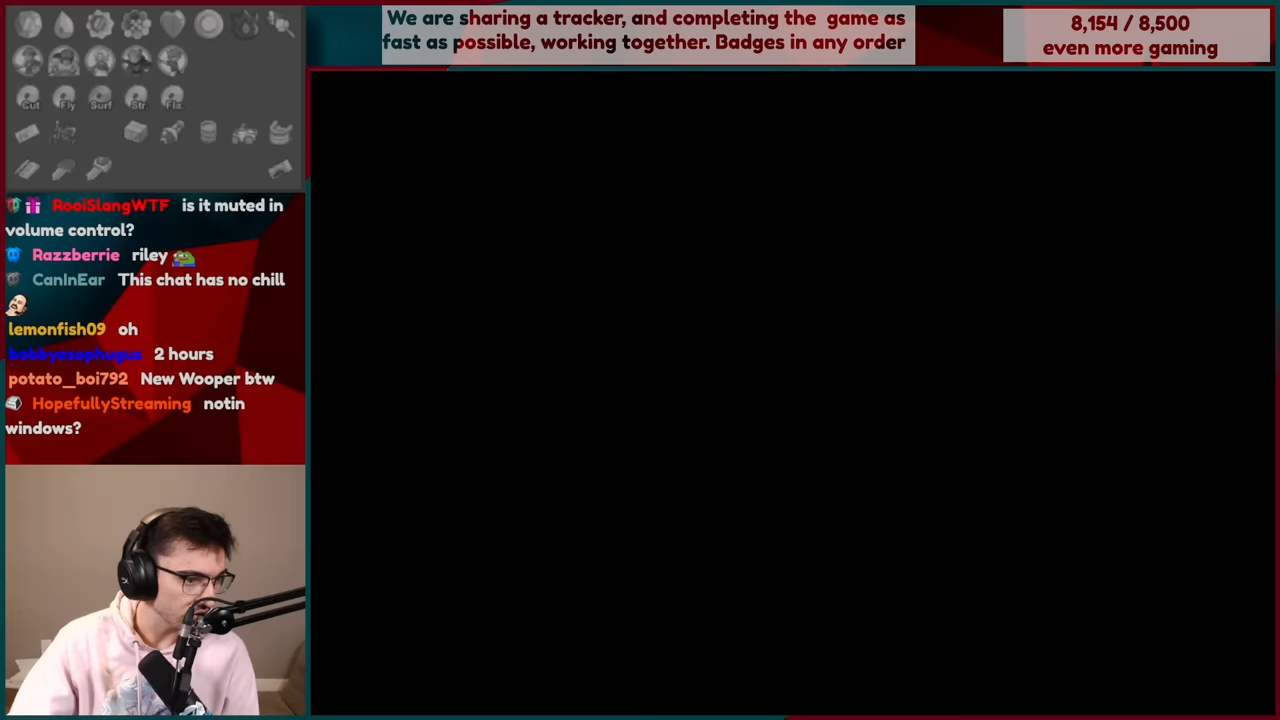 We are sharing a tracker, and completing the game as
fast as possible, working together. Badges in any order
8,154 / 8,500
even more gaming
Cut Fly Surf Str. Fla.
RooiSlangWTF is it muted in
volume control?
Razzberrie riley
CanInEar This chat has no chill
lemonfish09 oh
bobbyesophugus 2 hours
potato_boi792 New Wooper btw
HopefullyStreaming notin
windows?